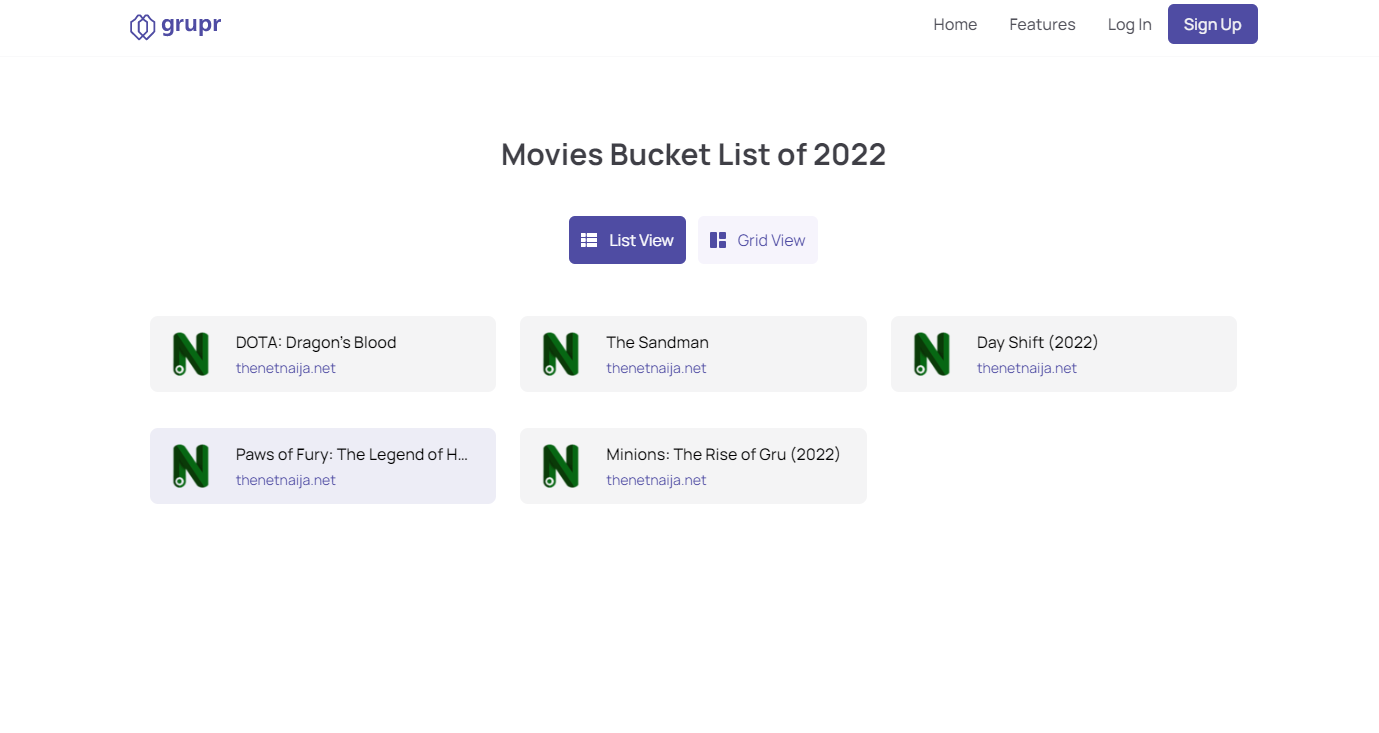 grupr
Home
Features
Log In
Sign Up
Movies Bucket List of 2022
List View
Grid View
DOTA: Dragon's Blood
thenetnaija.net
The Sandman
thenetnaija.net
Day Shift (2022)
thenetnaija.net
Paws of Fury: The Legend of H...
thenetnaija.net
Minions: The Rise of Gru (2022)
thenetnaija.net